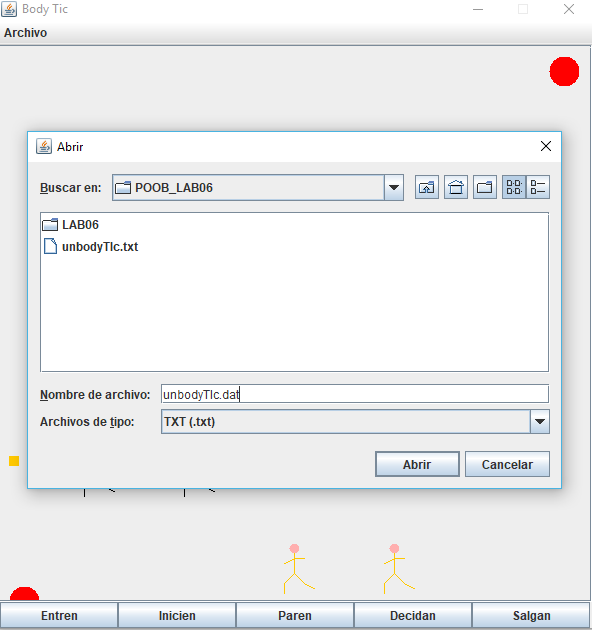 Body Tic
Archivo
Abrir
Buscar en: POOB_LAB06
LAB06
unbodyTIc.txt
Nombre de archivo: unbodyTIc.dat
Archivos de tipo: TXT (.txt)
Abrir Cancelar
Entren Inicien Paren Decidan Salgan